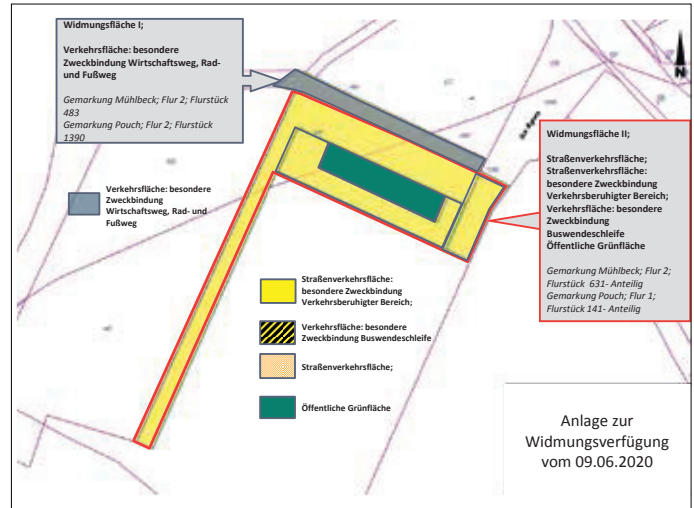 Widmungsfläche I;
Verkehrsfläche: besondere
Zweckbindung Wirtschaftsweg, Rad-
und Fußweg
Gemarkung Mühlbeck; Flur 2; Flurstück
483
Gemarkung Pouch; Flur 2; Flurstück
1390
N
Widmungsfläche II;
Straßenverkehrsfläche;
Straßenverkehrsfläche:
besondere Zweckbindung
Verkehrsberuhigter Bereich;
Verkehrsfläche: besondere
Zweckbindung
Buswendeschleife
Öffentliche Grünfläche
Gemarkung Mühlbeck; Flur 2;
Flurstück 631- Anteilig
Gemarkung Pouch; Flur 1;
Flurstück 141- Anteilig
Verkehrsfläche: besondere
Zweckbindung
Wirtschaftsweg, Rad- und
Fußweg
Straßenverkehrsfläche:
besondere Zweckbindung
Verkehrsberuhigter Bereich;
Verkehrsfläche: besondere
Zweckbindung Buswendeschleife
Straßenverkehrsfläche;
Öffentliche Grünfläche
Anlage zur
Widmungsverfügung
vom 09.06.2020